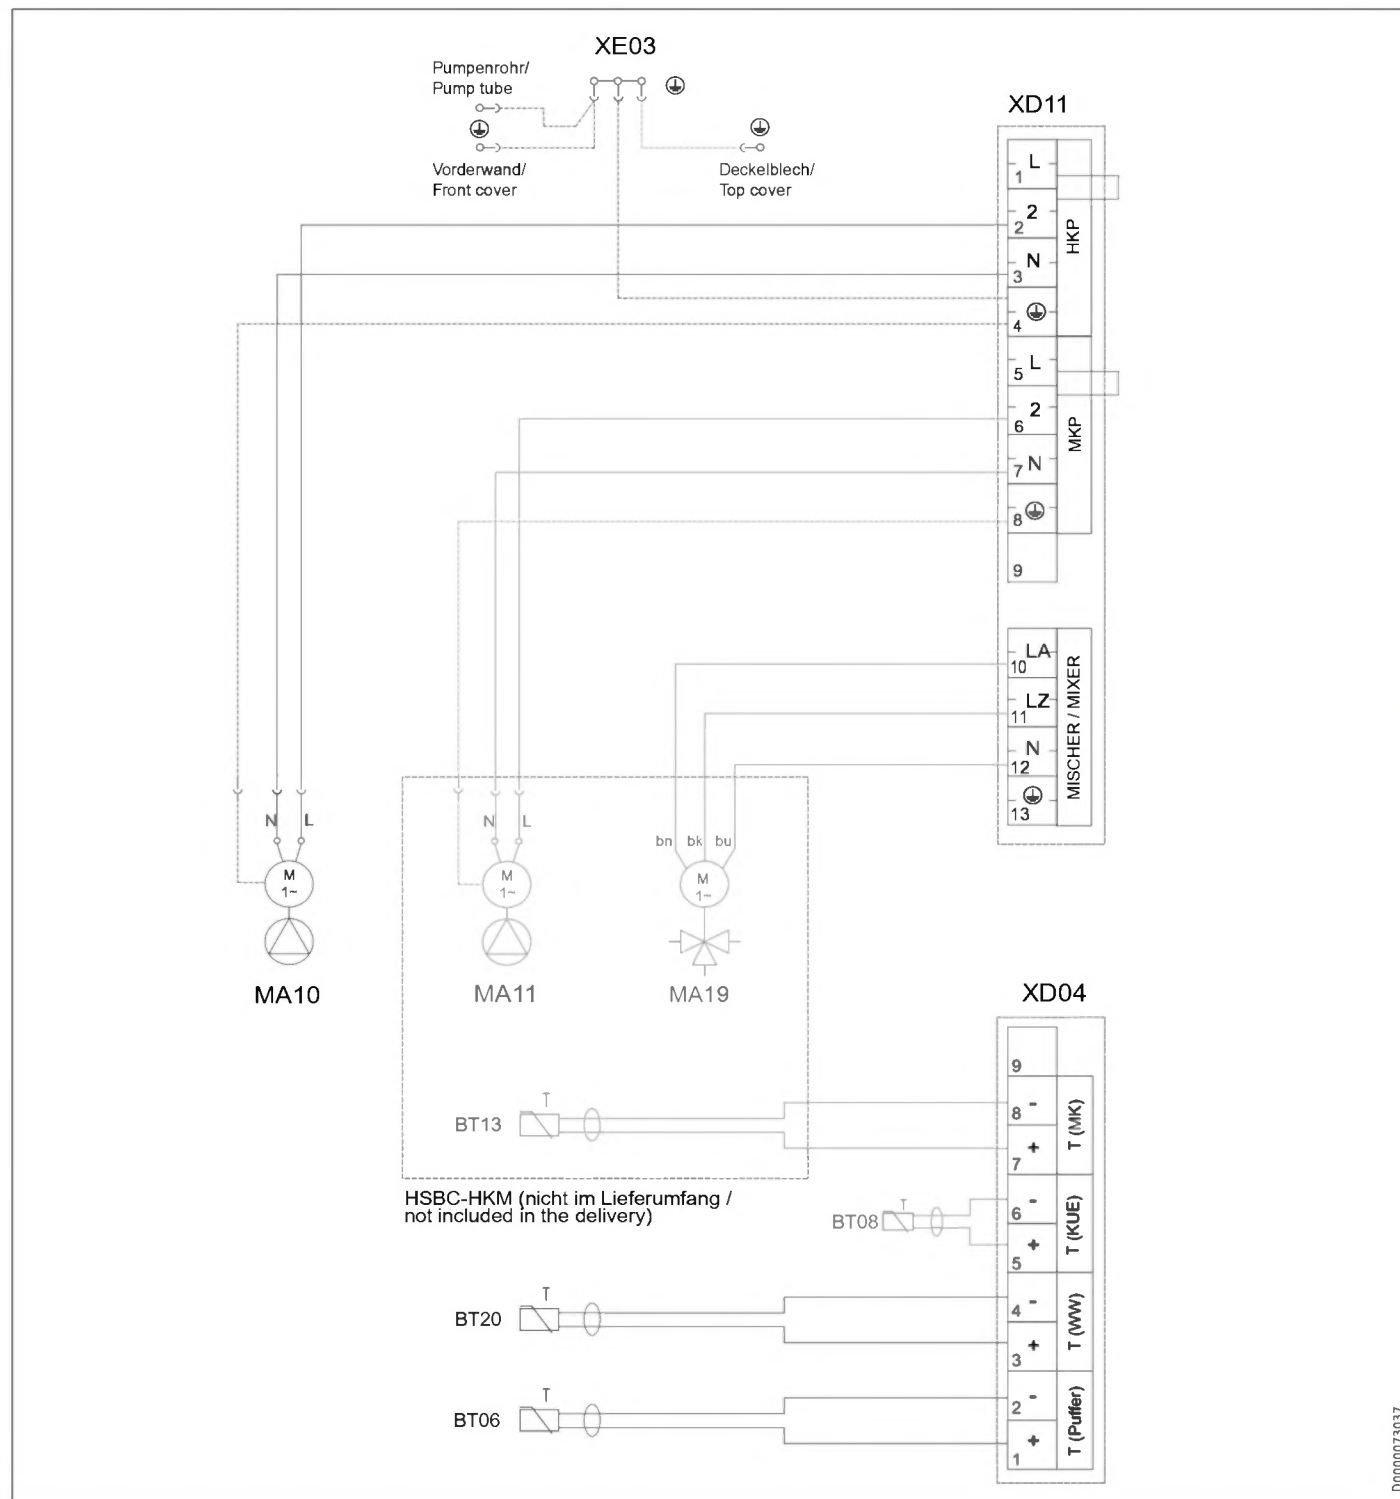 XE03
Pumpenrohr/
Pump tube
Vorderwand/
Front cover
Deckelblech/
Top cover
XD11
L
1
2
2
N
3
4
HKP
L
5
2
6
N
7
8
MKP
9
LA
10
LZ
11
N
12
13
MISCHER / MIXER
N L
M
1~
MA10
N L
M
1~
MA11
bn bk bu
M
1~
MA19
XD04
9
8 -
+
7
T (MK)
6 -
+
5
T (KUE)
4 -
+
3
T (WW)
2 -
+
1
T (Puffer)
T
BT13
HSBC-HKM (nicht im Lieferumfang /
not included in the delivery)
T
BT08
T
BT20
T
BT06
D0000073037